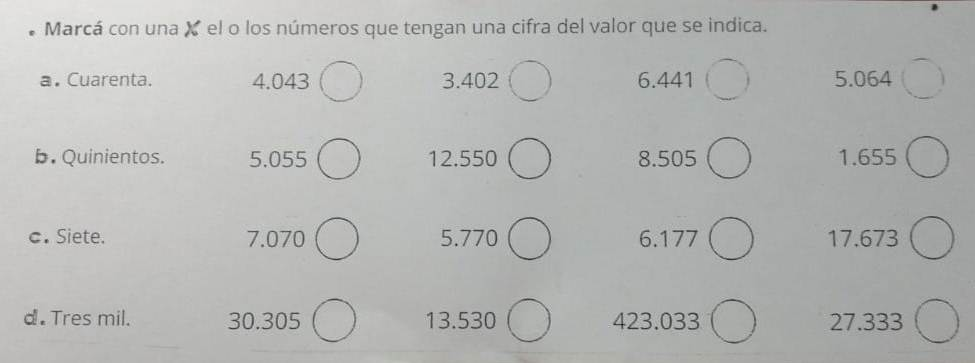 • Marcá con una X el o los números que tengan una cifra del valor que se indica.
a. Cuarenta. 4.043 3.402 6.441 5.064
b. Quinientos. 5.055 12.550 8.505 1.655
c. Siete. 7.070 5.770 6.177 17.673
d. Tres mil. 30.305 13.530 423.033 27.333